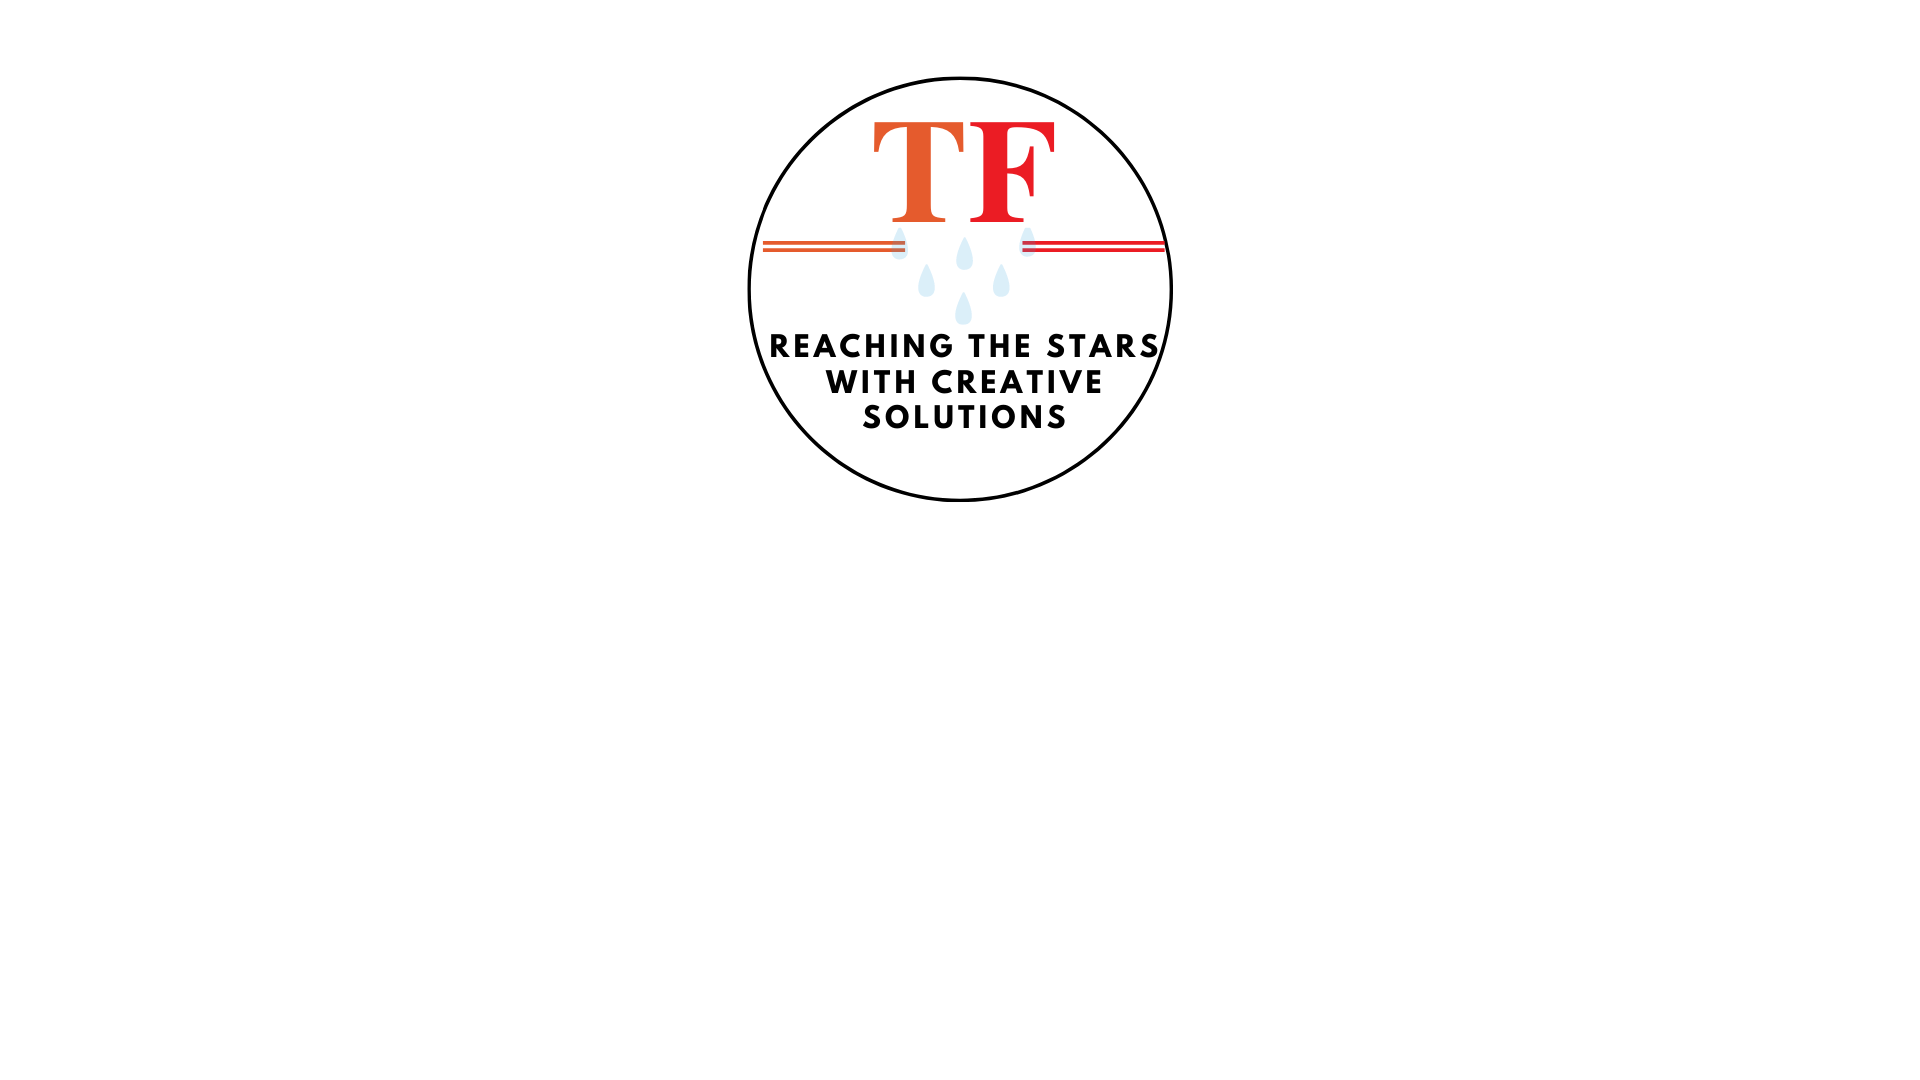 TF
REACHING THE STARS
WITH CREATIVE
SOLUTIONS